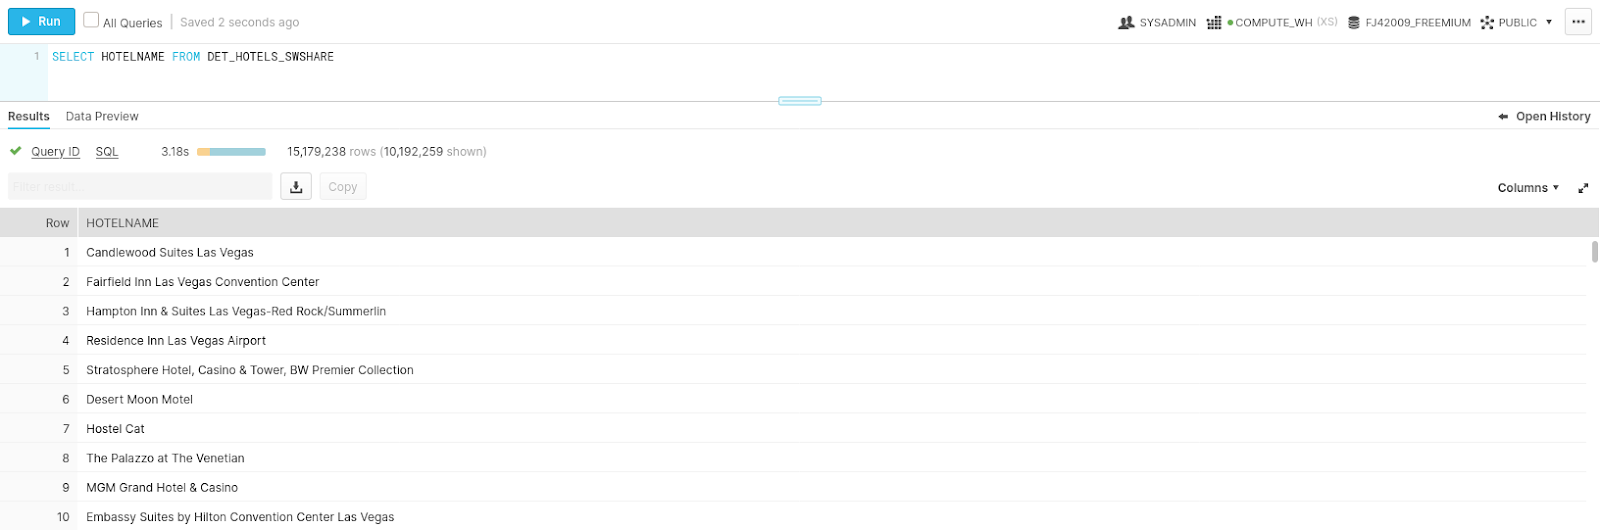 Run All Queries Saved 2 seconds ago SYSADMIN COMPUTE_WH (XS) FJ42009_FREEMIUM PUBLIC
1 SELECT HOTELNAME FROM DET_HOTELS_SWSHARE
Results Data Preview Open History
Query ID SQL 3.18s 15,179,238 rows (10,192,259 shown)
Filter result... Copy Columns
Row HOTELNAME
1 Candlewood Suites Las Vegas
2 Fairfield Inn Las Vegas Convention Center
3 Hampton Inn & Suites Las Vegas-Red Rock/Summerlin
4 Residence Inn Las Vegas Airport
5 Stratosphere Hotel, Casino & Tower, BW Premier Collection
6 Desert Moon Motel
7 Hostel Cat
8 The Palazzo at The Venetian
9 MGM Grand Hotel & Casino
10 Embassy Suites by Hilton Convention Center Las Vegas